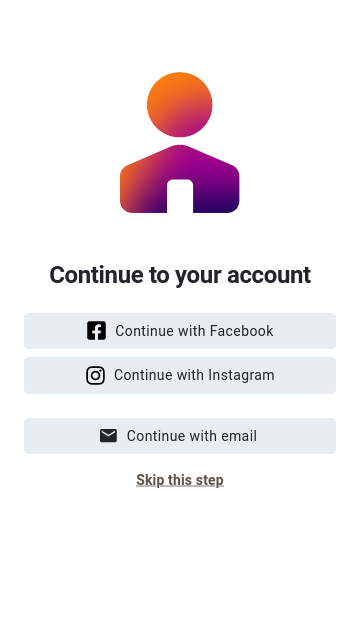 Continue to your account
Continue with Facebook
Continue with Instagram
Continue with email
Skip this step